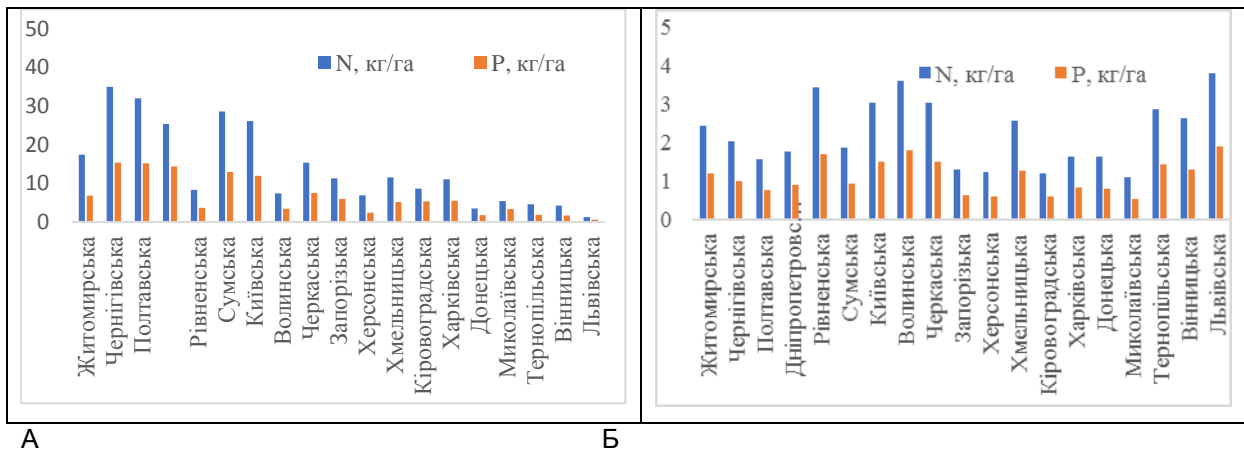 50
40
30
20
10
0
N, кг/га
P, кг/га
Житомирська
Чернігівська
Полтавська
Рівненська
Сумська
Київська
Волинська
Черкаська
Запорізька
Херсонська
Хмельницька
Кіровоградська
Харківська
Донецька
Миколаївська
Тернопільська
Вінницька
Львівська
5
4
3
2
1
0
N, кг/га
P, кг/га
Житомирська
Чернігівська
Полтавська
Дніпропетровс…
Рівненська
Сумська
Київська
Волинська
Черкаська
Запорізька
Херсонська
Хмельницька
Кіровоградська
Харківська
Донецька
Миколаївська
Тернопільська
Вінницька
Львівська
А
Б